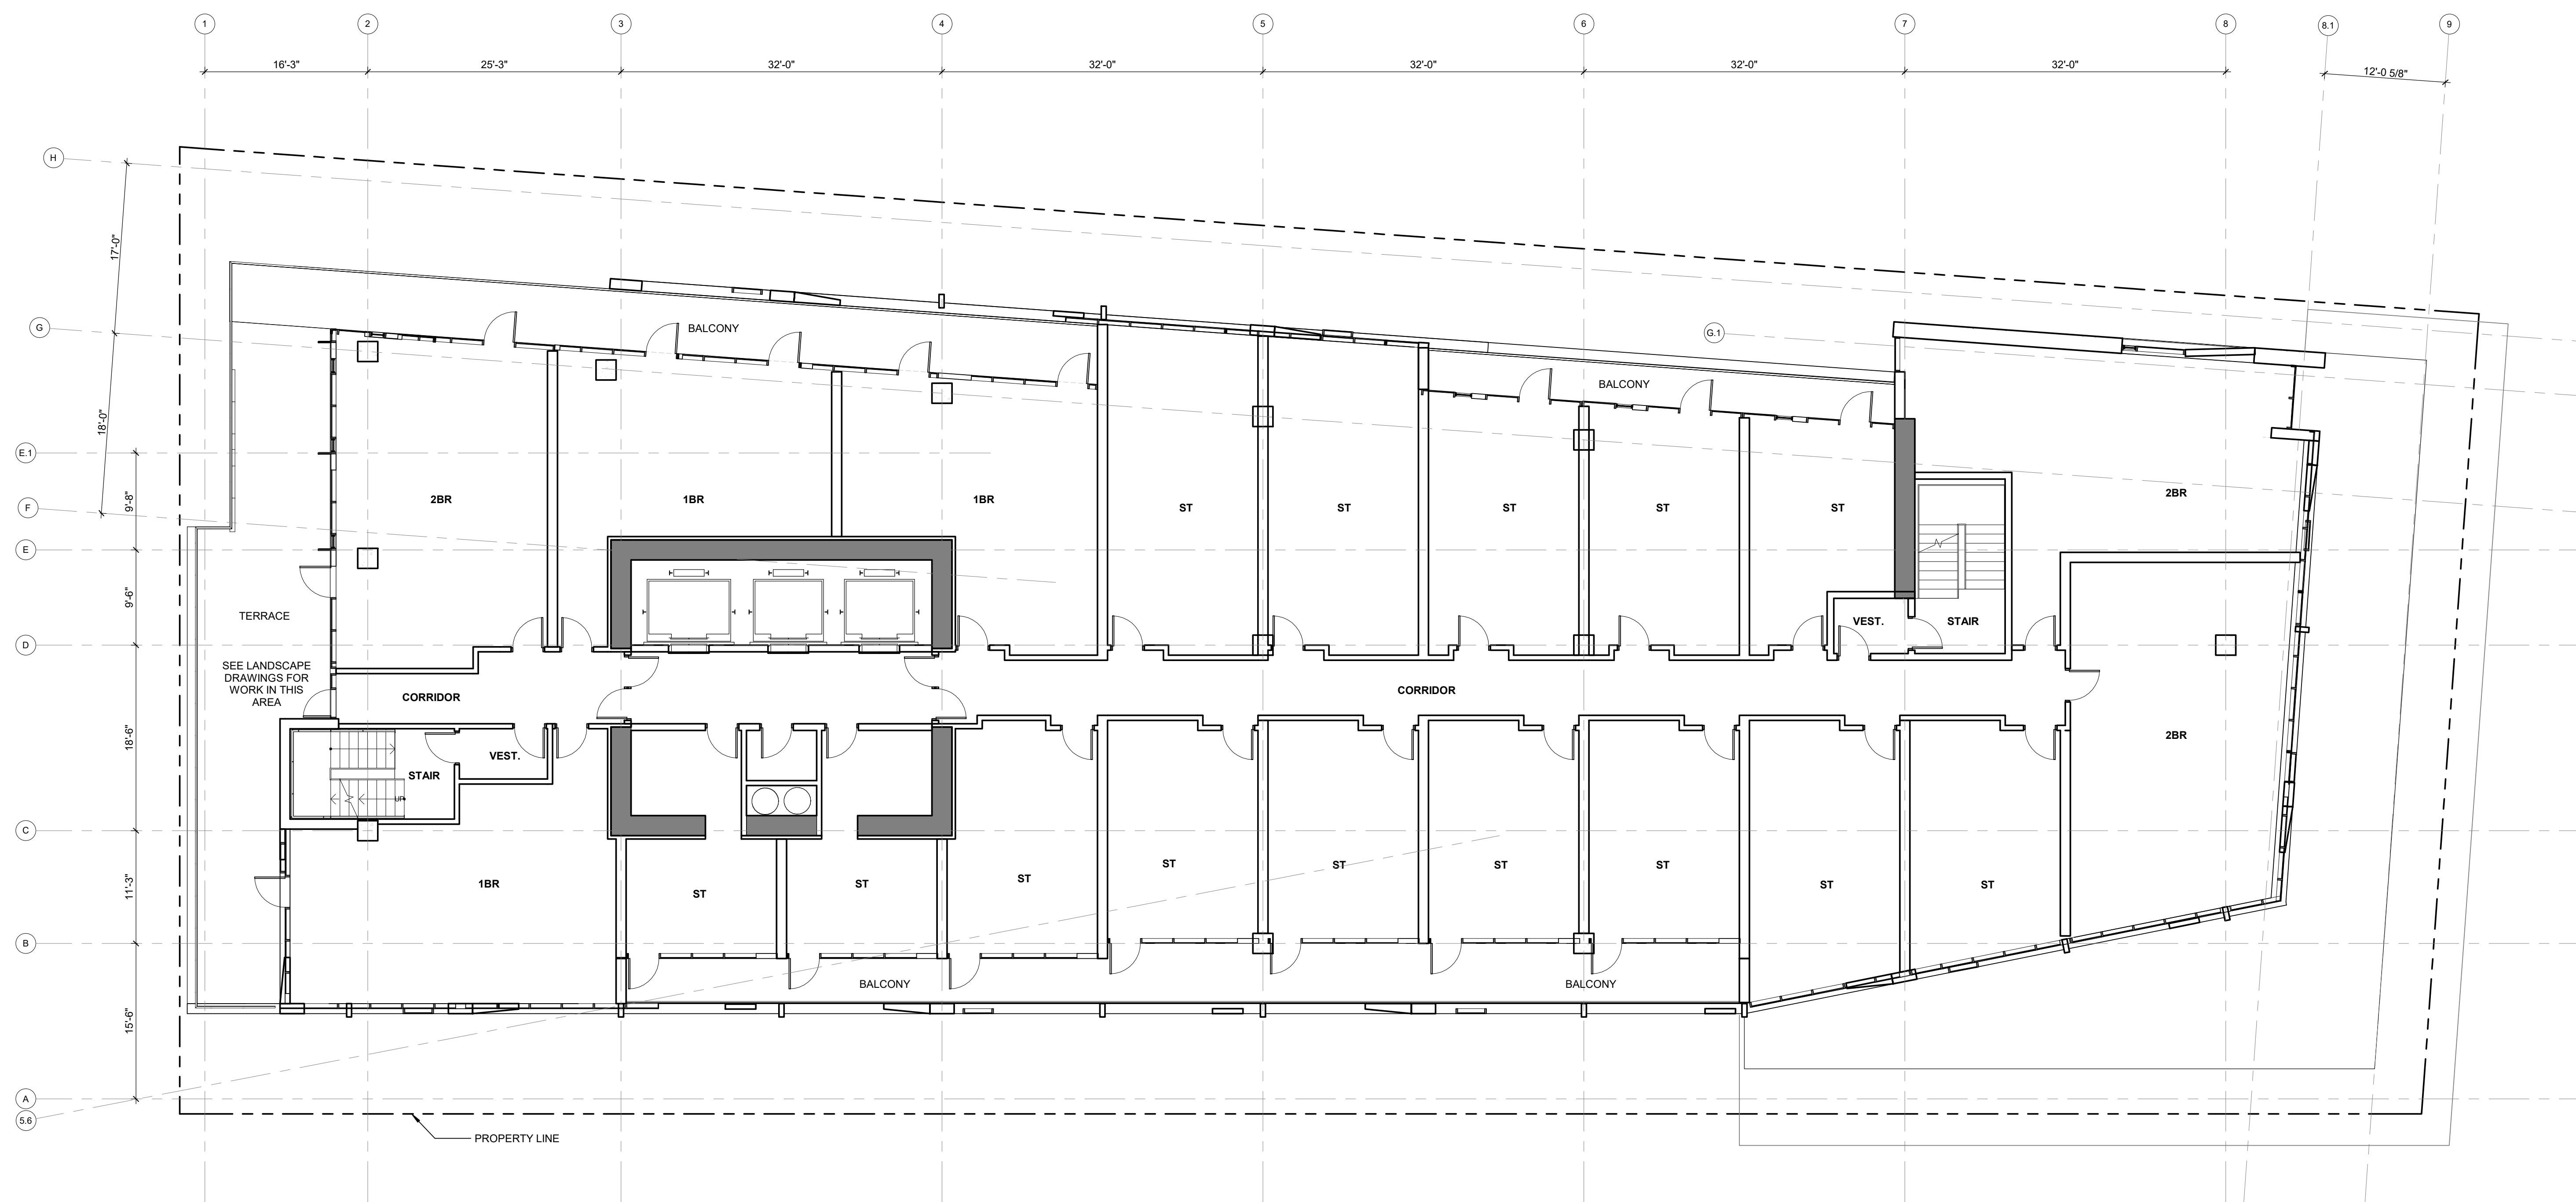 1 2 3 4 5 6 7 8 8.1 9
16'-3" 25'-3" 32'-0" 32'-0" 32'-0" 32'-0" 32'-0" 12'-0 5/8"
H
17'-0"
G
BALCONY
G.1
BALCONY
18'-0"
E.1
9'-8"
2BR 1BR 1BR ST ST ST ST ST 2BR
F
E
9'-6"
TERRACE
VEST. STAIR
D
SEE LANDSCAPE
DRAWINGS FOR
WORK IN THIS
AREA
CORRIDOR CORRIDOR
18'-6"
2BR
VEST.
STAIR
UP
C
11'-3"
1BR ST ST ST ST ST ST ST ST ST
B
BALCONY BALCONY
15'-6"
A
5.6
PROPERTY LINE